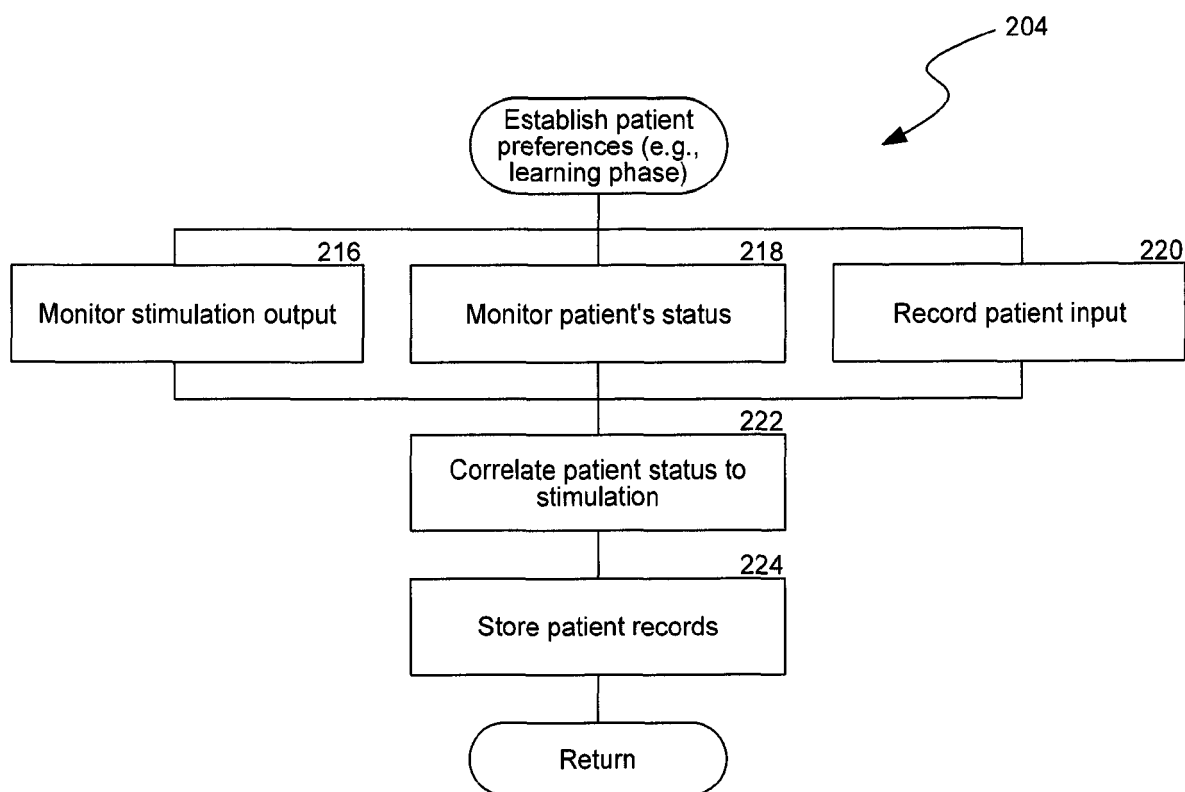 204
Establish patient
preferences (e.g.,
learning phase)
216
218
220
Monitor stimulation output
Monitor patient's status
Record patient input
222
Correlate patient status to
stimulation
224
Store patient records
Return